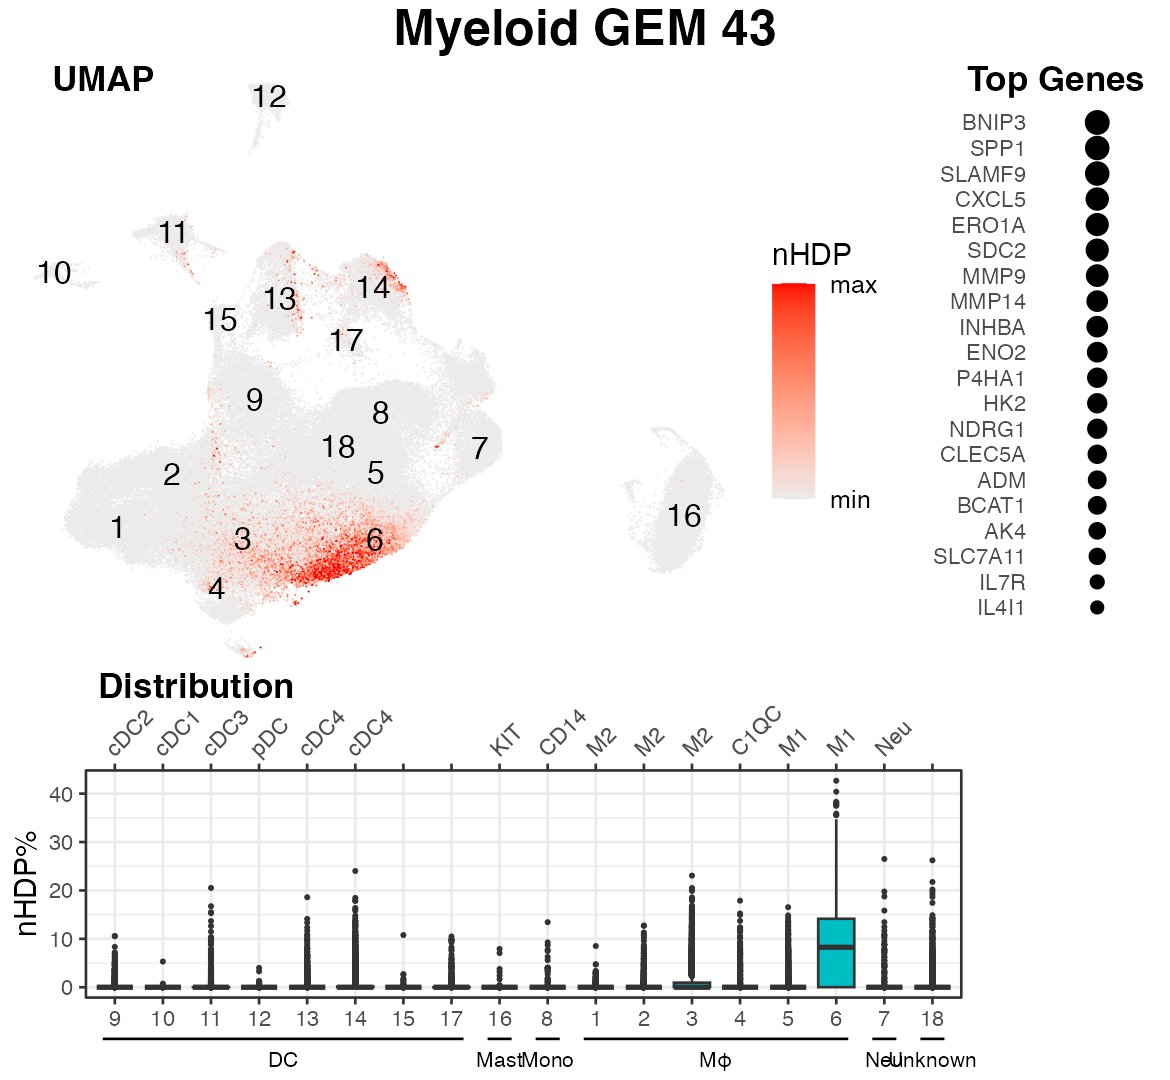 Myeloid GEM 43
UMAP
12
11
10
13
14
15
17
9
8
18
7
2
5
1
3
6
4
16
nHDP
max
min
Top Genes
BNIP3
SPP1
SLAMF9
CXCL5
ERO1A
SDC2
MMP9
MMP14
INHBA
ENO2
P4HA1
HK2
NDRG1
CLEC5A
ADM
BCAT1
AK4
SLC7A11
IL7R
IL4I1
Distribution
cDC2 cDC1 cDC3 pDC cDC4 cDC4 KIT CD14 M2 M2 M2 C1QC M1 M1 Neu
nHDP%
40
30
20
10
0
9 10 11 12 13 14 15 17 16 8 1 2 3 4 5 6 7 18
DC Mast Mono Mϕ Neu Unknown